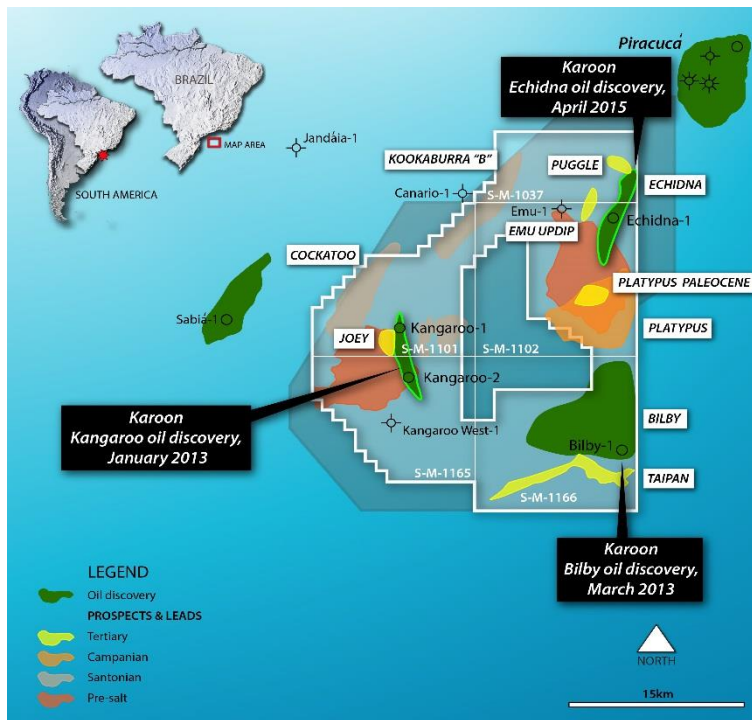 Piracucá
Karoon
Echidna oil discovery,
April 2015
BRAZIL
MAP AREA
SOUTH AMERICA
Jandáia-1
KOOKABURRA "B"
PUGGLE
Canario-1
S-M-1037
ECHIDNA
Emu-1
Echidna-1
EMU UPDIP
COCKATOO
PLATYPUS PALEOCENE
Sabiá-1
Kangaroo-1
PLATYPUS
JOEY
S-M-1101
S-M-1102
Kangaroo-2
Karoon
Kangaroo oil discovery,
January 2013
Kangaroo West-1
BILBY
Bilby-1
S-M-1165
TAIPAN
S-M-1166
Karoon
Bilby oil discovery,
March 2013
LEGEND
Oil discovery
PROSPECTS & LEADS
Tertiary
Campanian
Santonian
Pre-salt
NORTH
15km